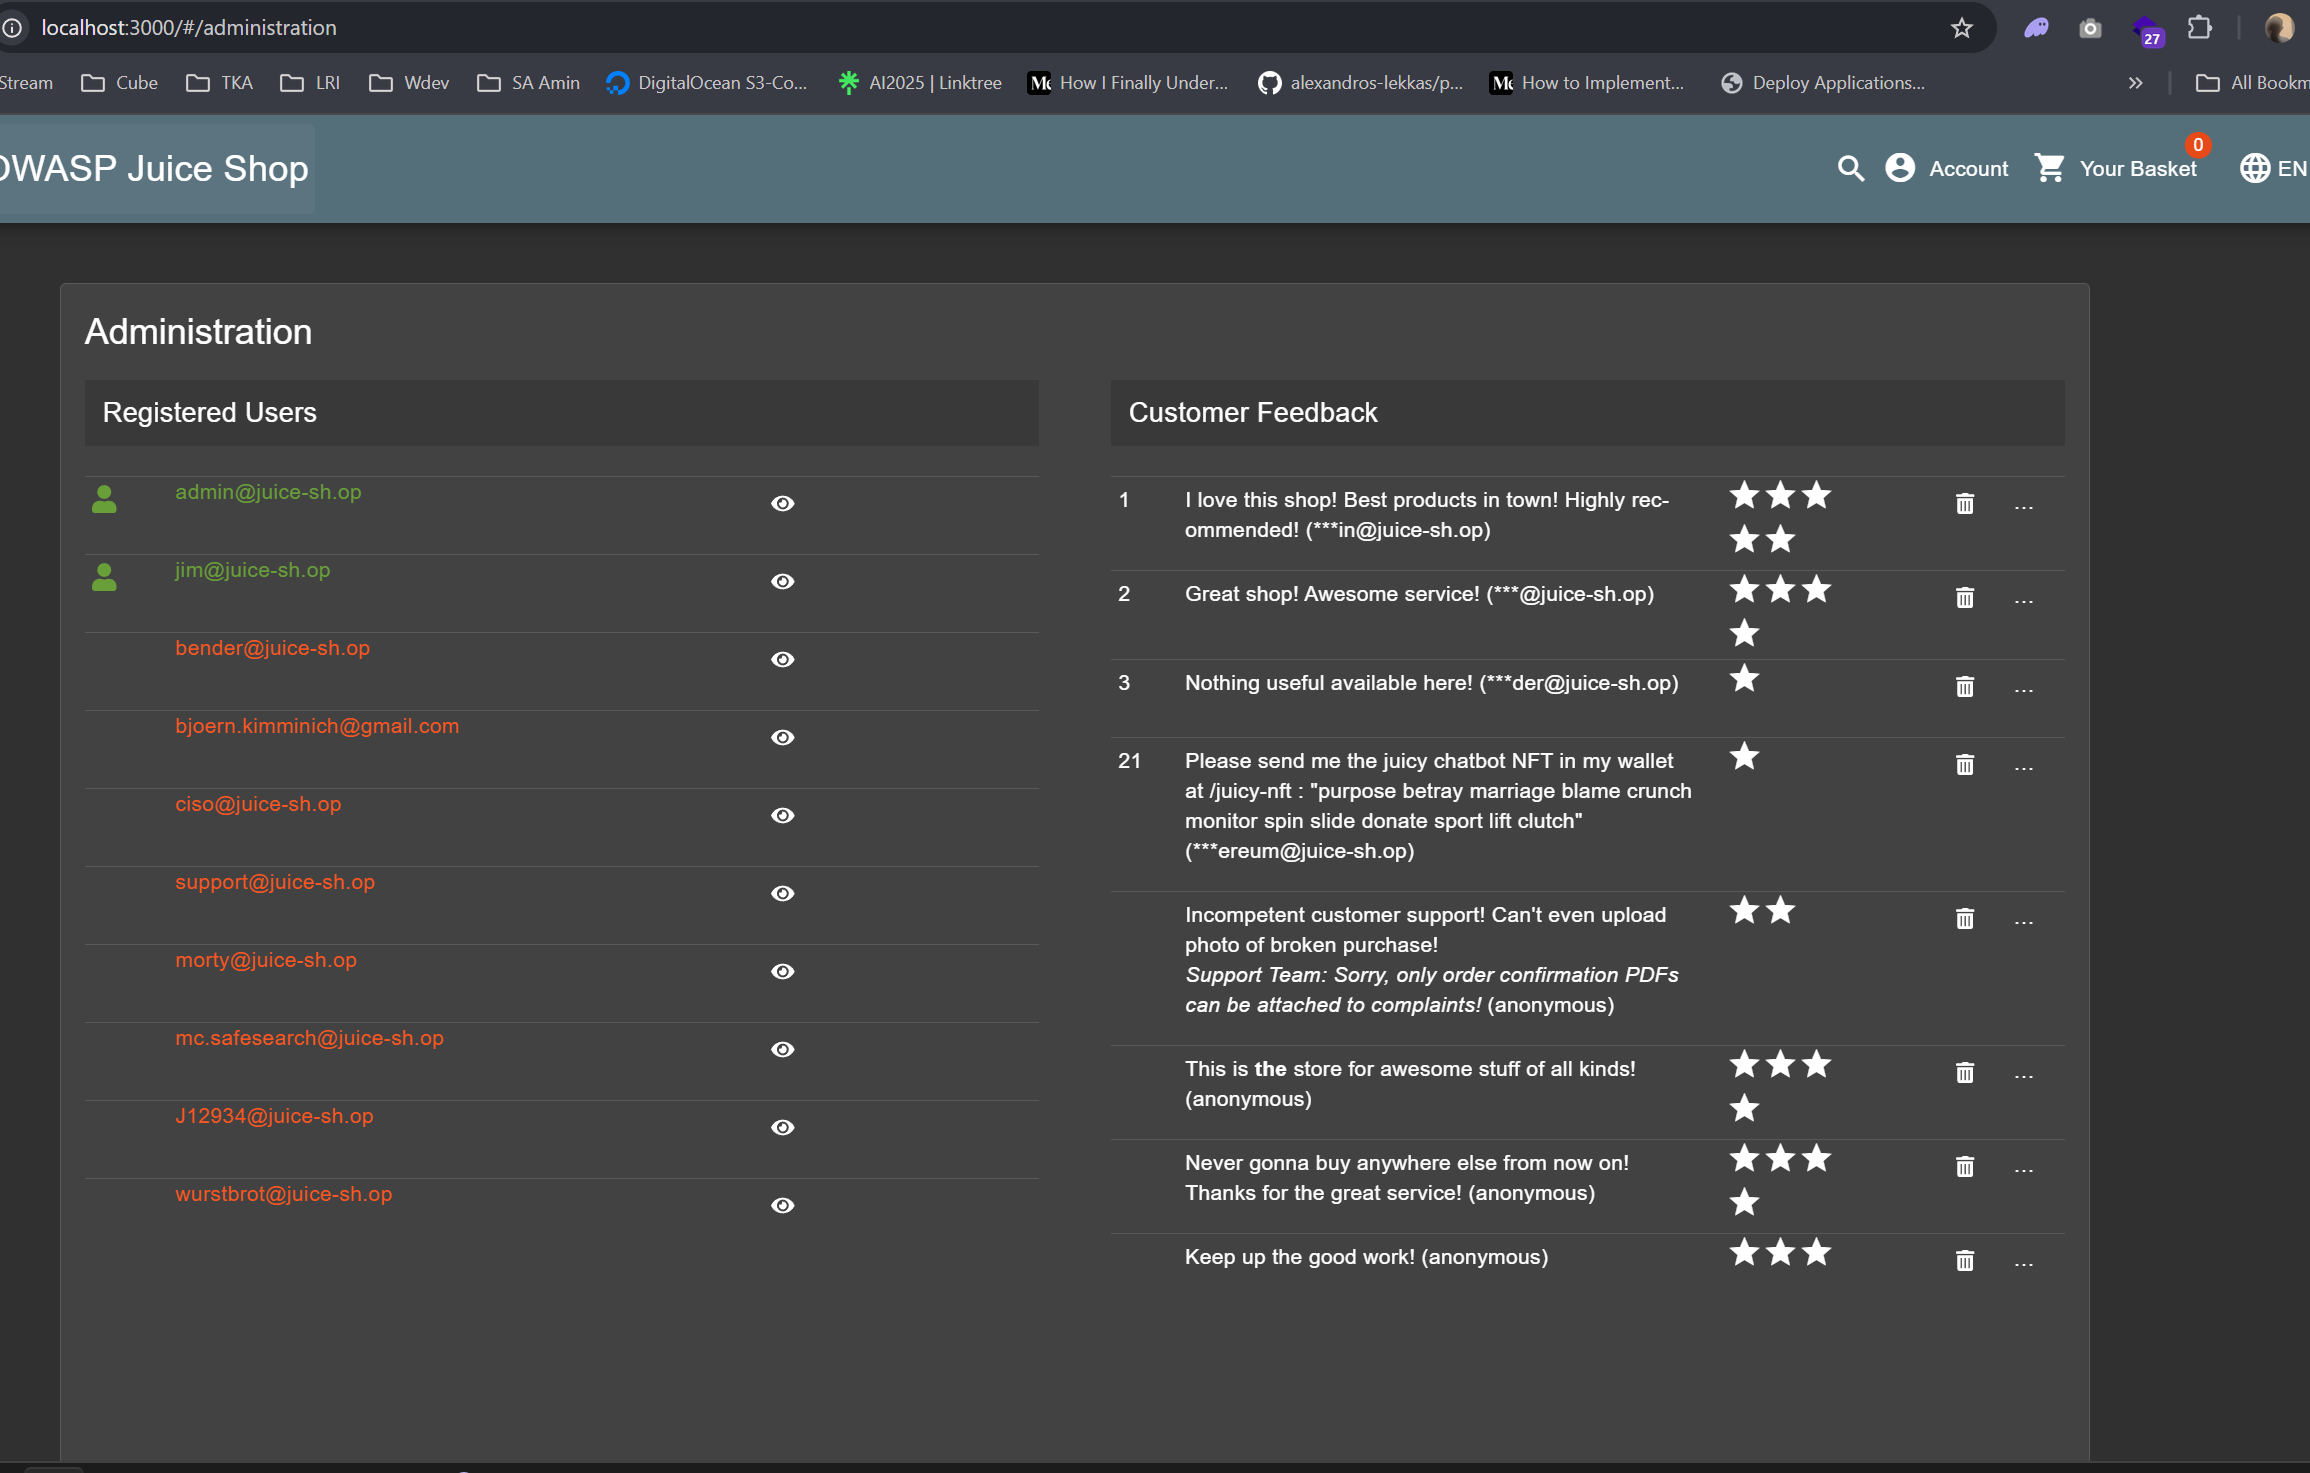 localhost:3000/#/administration
27
Stream
Cube
TKA
LRI
Wdev
SA Amin
DigitalOcean S3-Co...
AI2025 | Linktree
How I Finally Under...
alexandros-lekkas/p...
How to Implement...
Deploy Applications...
»
All Bookm
OWASP Juice Shop
Account
Your Basket
0
EN
Administration
Registered Users
admin@juice-sh.op
jim@juice-sh.op
bender@juice-sh.op
bjoern.kimminich@gmail.com
ciso@juice-sh.op
support@juice-sh.op
morty@juice-sh.op
mc.safesearch@juice-sh.op
J12934@juice-sh.op
wurstbrot@juice-sh.op
Customer Feedback
1
I love this shop! Best products in town! Highly rec-
ommended! (***in@juice-sh.op)
...
2
Great shop! Awesome service! (***@juice-sh.op)
...
3
Nothing useful available here! (***der@juice-sh.op)
...
21
Please send me the juicy chatbot NFT in my wallet
at /juicy-nft : "purpose betray marriage blame crunch
monitor spin slide donate sport lift clutch"
(***ereum@juice-sh.op)
...
Incompetent customer support! Can't even upload
photo of broken purchase!
Support Team: Sorry, only order confirmation PDFs
can be attached to complaints! (anonymous)
...
This is the store for awesome stuff of all kinds!
(anonymous)
...
Never gonna buy anywhere else from now on!
Thanks for the great service! (anonymous)
...
Keep up the good work! (anonymous)
...